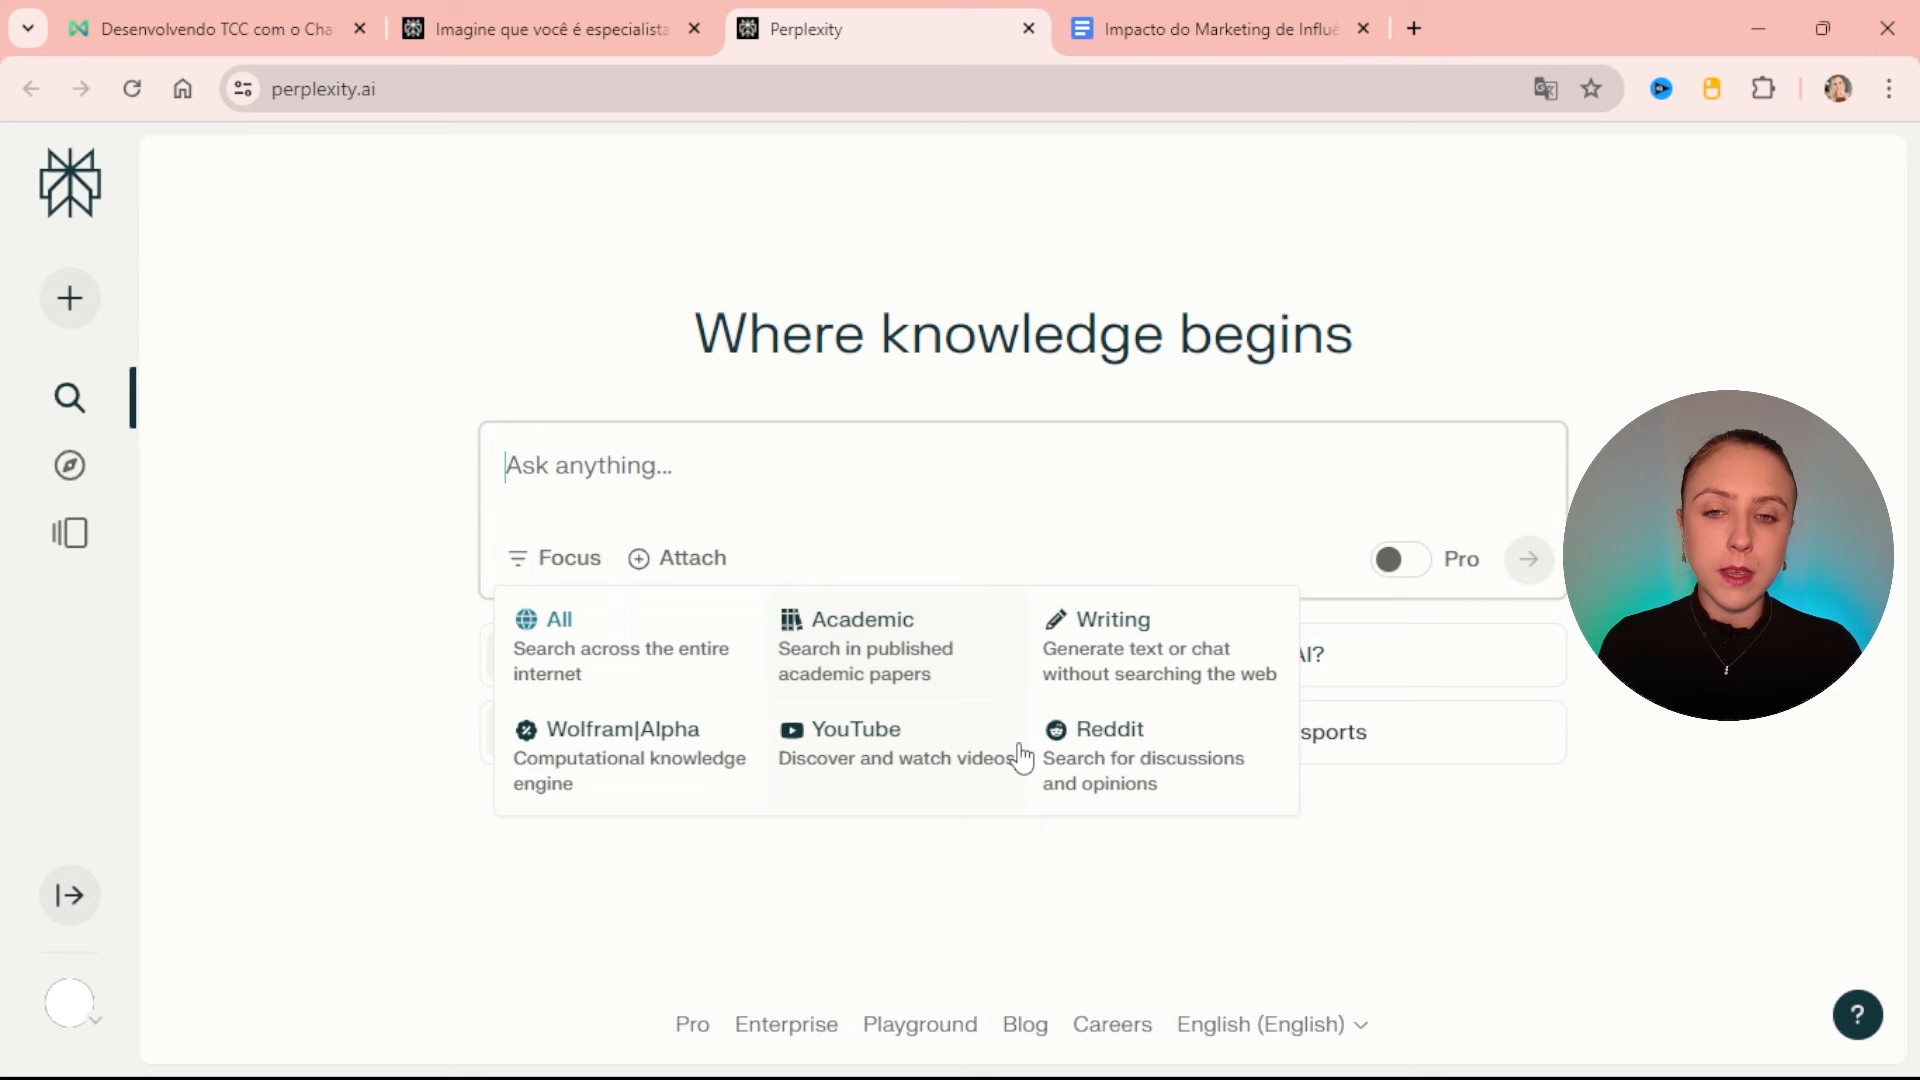 Desenvolvendo TCC com o Cha
Imagine que você é especialista
Perplexity
Impacto do Marketing de Influê
perplexity.ai
Where knowledge begins
Ask anything...
Focus
Attach
Pro
All
Search across the entire
internet
Academic
Search in published
academic papers
Writing
Generate text or chat
without searching the web
AI?
Wolfram|Alpha
Computational knowledge
engine
YouTube
Discover and watch videos
Reddit
Search for discussions
and opinions
sports
Pro
Enterprise
Playground
Blog
Careers
English (English)
?